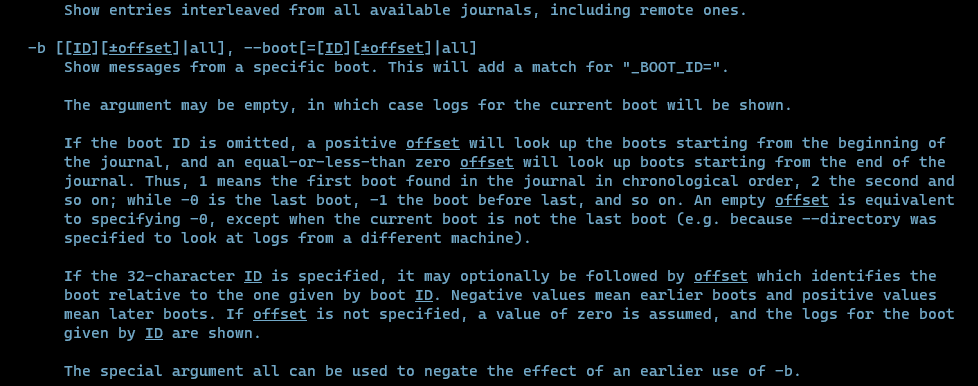 Show entries interleaved from all available journals, including remote ones.
-b [[ID][±offset]|all], --boot[=[ID][±offset]|all]
Show messages from a specific boot. This will add a match for "_BOOT_ID=".
The argument may be empty, in which case logs for the current boot will be shown.
If the boot ID is omitted, a positive offset will look up the boots starting from the beginning of
the journal, and an equal-or-less-than zero offset will look up boots starting from the end of the
journal. Thus, 1 means the first boot found in the journal in chronological order, 2 the second and
so on; while -0 is the last boot, -1 the boot before last, and so on. An empty offset is equivalent
to specifying -0, except when the current boot is not the last boot (e.g. because --directory was
specified to look at logs from a different machine).
If the 32-character ID is specified, it may optionally be followed by offset which identifies the
boot relative to the one given by boot ID. Negative values mean earlier boots and positive values
mean later boots. If offset is not specified, a value of zero is assumed, and the logs for the boot
given by ID are shown.
The special argument all can be used to negate the effect of an earlier use of -b.